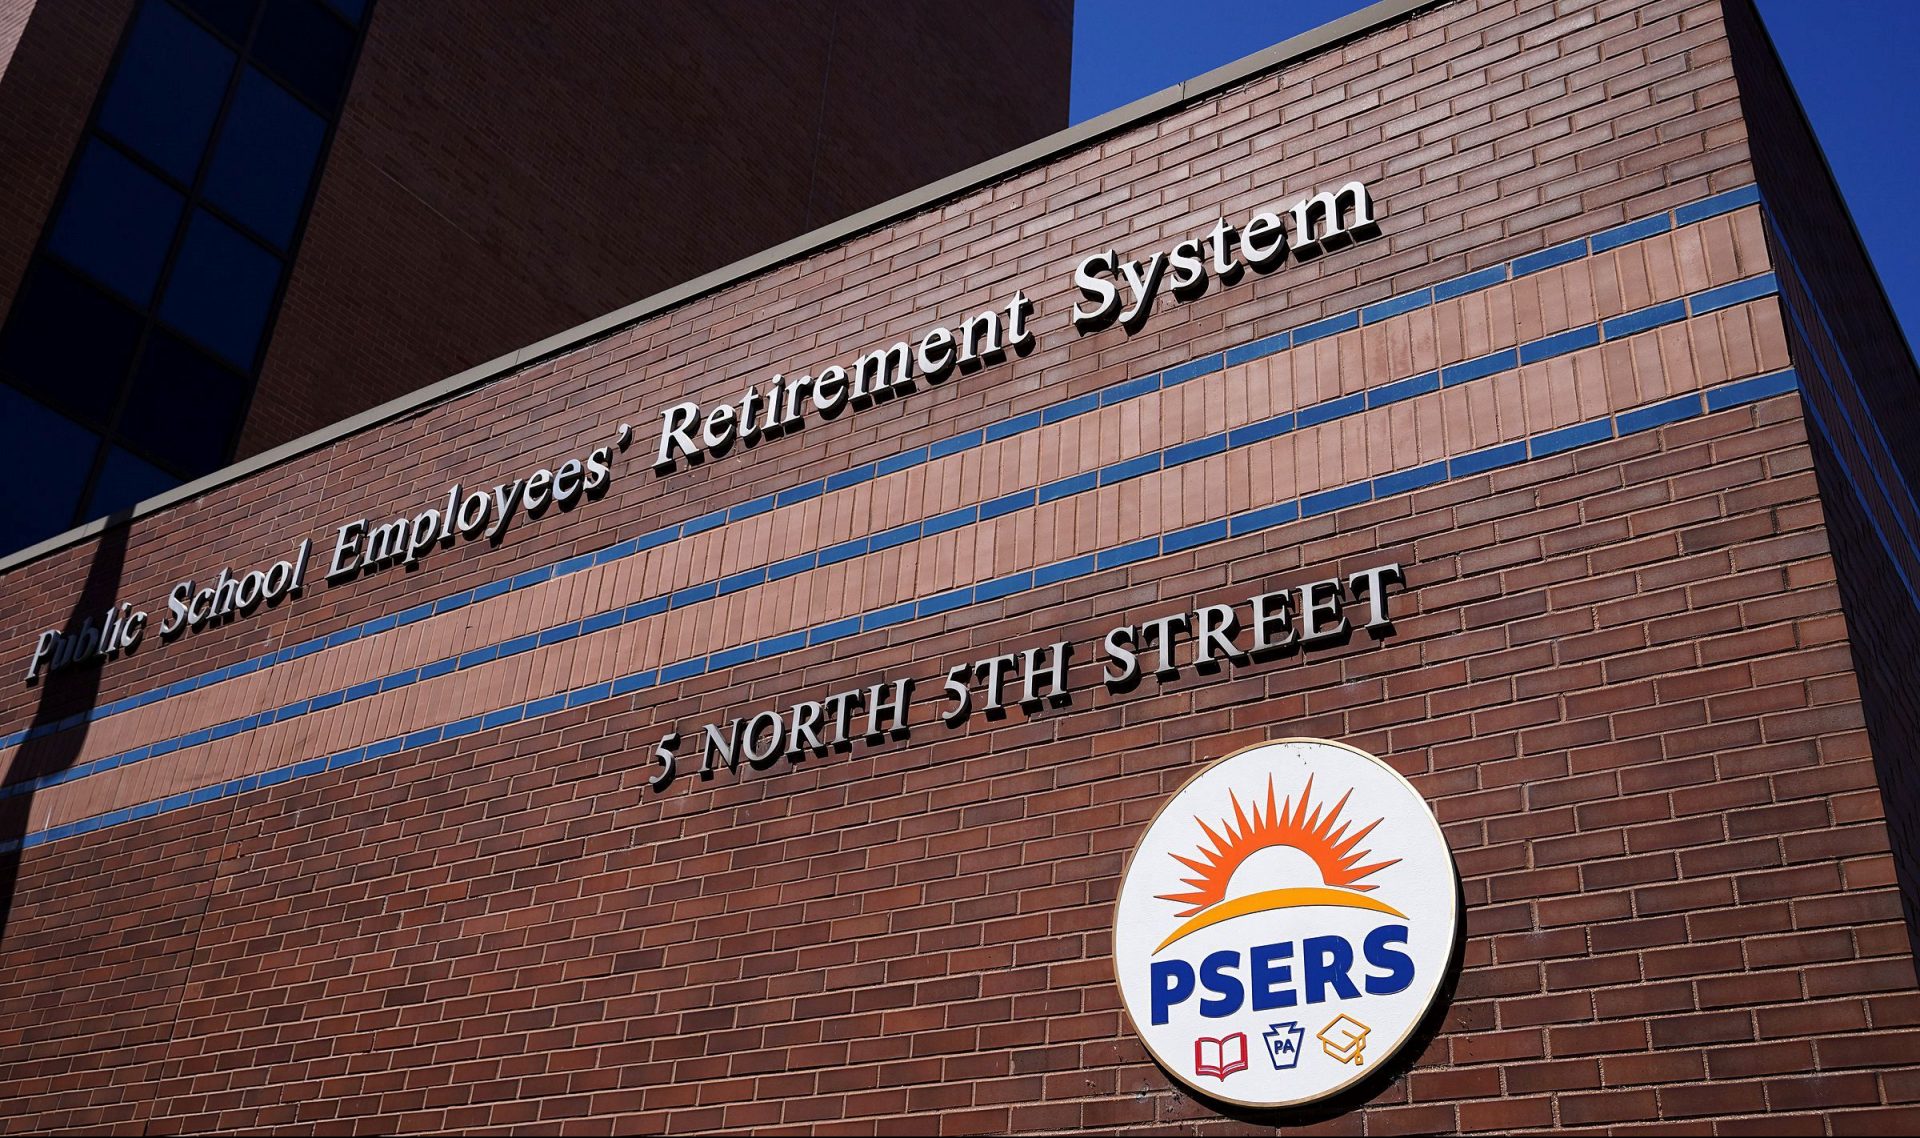 Public School Employees' Retirement System
5 NORTH 5TH STREET
PSERS
PA